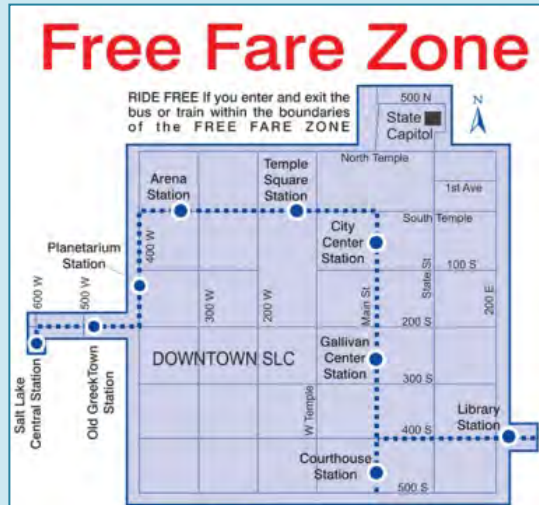 Free Fare Zone
RIDE FREE If you enter and exit the
bus or train within the boundaries
of the FREE FARE ZONE
500 N
N
State
Capitol
North Temple
Arena
Station
Temple
Square
Station
1st Ave
South Temple
City
Center
Station
Planetarium
Station
400 W
100 S
600 W
500 W
300 W
200 W
Main St
State St
200 E
200 S
DOWNTOWN SLC
Gallivan
Center
Station
300 S
Salt Lake
Central Station
Old GreekTown
Station
W Temple
Library
Station
400 S
Courthouse
Station
500 S